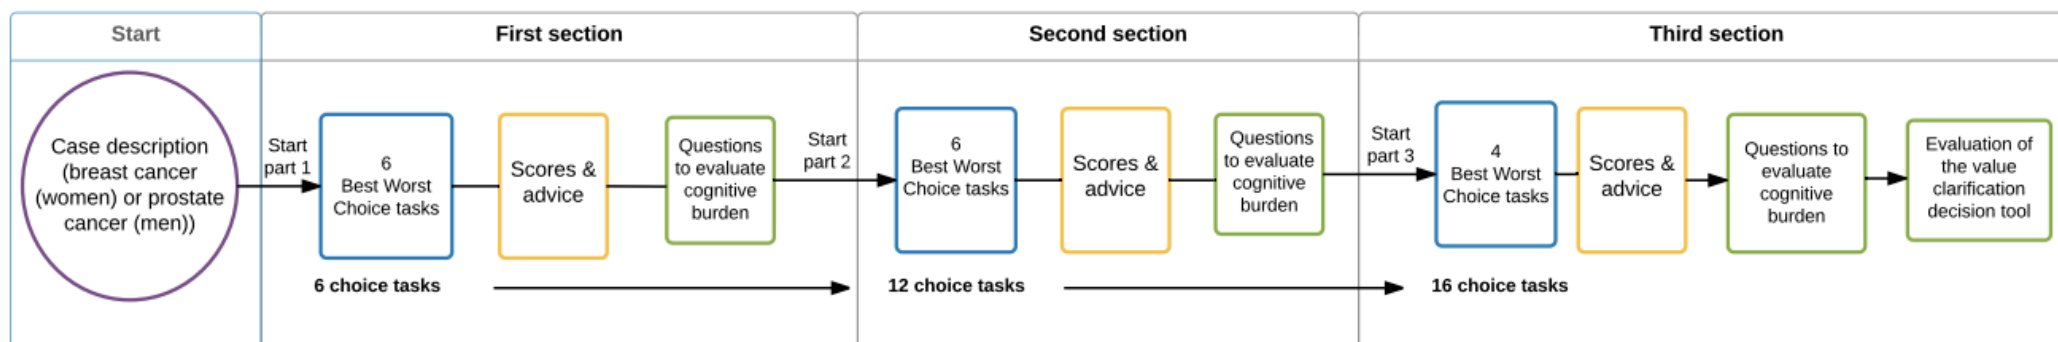 Start
First section
Second section
Third section
Case description
(breast cancer
(women) or prostate
cancer (men))
Start
part 1
6
Best Worst
Choice tasks
Scores &
advice
Questions
to evaluate
cognitive
burden
Start
part 2
6
Best Worst
Choice tasks
Scores &
advice
Questions
to evaluate
cognitive
burden
Start
part 3
4
Best Worst
Choice tasks
Scores &
advice
Questions to
evaluate
cognitive
burden
Evaluation of
the value
clarification
decision tool
6 choice tasks
12 choice tasks
16 choice tasks